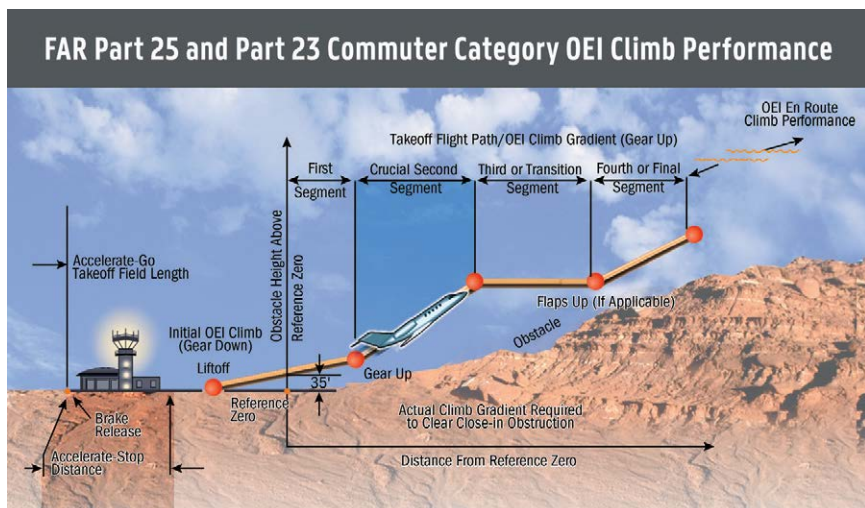 FAR Part 25 and Part 23 Commuter Category OEI Climb Performance
OEI En Route
Climb Performance
Takeoff Flight Path/OEI Climb Gradient (Gear Up)
First
Segment
Crucial Second
Segment
Third or Transition
Segment
Fourth or Final
Segment
Obstacle Height Above
Reference Zero
Accelerate-Go
Takeoff Field Length
Initial OEI Climb
(Gear Down)
Liftoff
35'
Gear Up
Flaps Up (If Applicable)
Obstacle
Reference
Zero
Brake
Release
Accelerate-Stop
Distance
Actual Climb Gradient Required
to Clear Close-in Obstruction
Distance From Reference Zero